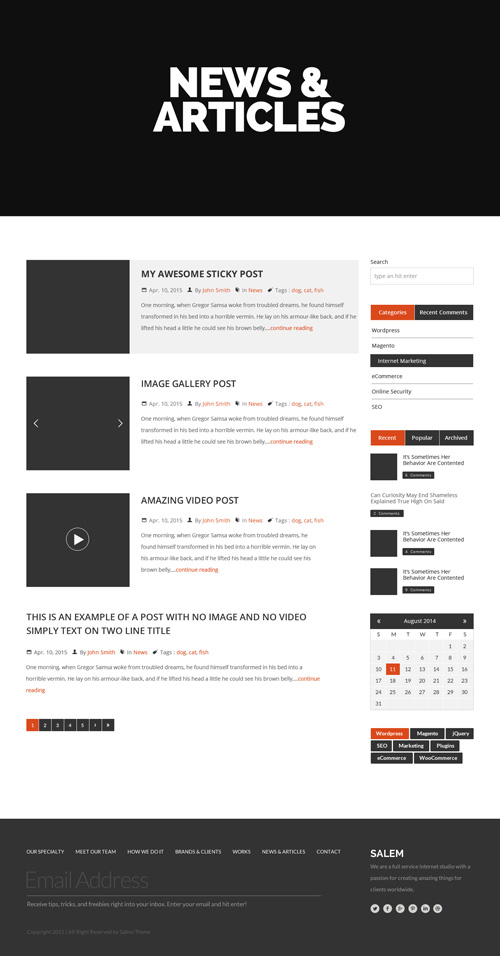 NEWS &
ARTICLES
MY AWESOME STICKY POST
Apr. 10, 2015 By John Smith In News Tags : dog, cat, fish
One morning, when Gregor Samsa woke from troubled dreams, he found himself
transformed in his bed into a horrible vermin. He lay on his armour-like back, and if he
lifted his head a little he could see his brown belly,...continue reading
IMAGE GALLERY POST
Apr. 10, 2015 By John Smith In News Tags : dog, cat, fish
One morning, when Gregor Samsa woke from troubled dreams, he found himself
transformed in his bed into a horrible vermin. He lay on his armour-like back, and if he
lifted his head a little he could see his brown belly,...continue reading
AMAZING VIDEO POST
Apr. 10, 2015 By John Smith In News Tags : dog, cat, fish
One morning, when Gregor Samsa woke from troubled dreams, he
found himself transformed in his bed into a horrible vermin. He lay on
his armour-like back, and if he lifted his head a little he could see his
brown belly,...continue reading
THIS IS AN EXAMPLE OF A POST WITH NO IMAGE AND NO VIDEO
SIMPLY TEXT ON TWO LINE TITLE
Apr. 10, 2015 By John Smith In News Tags : dog, cat, fish
One morning, when Gregor Samsa woke from troubled dreams, he found himself transformed in his bed into a
horrible vermin. He lay on his armour-like back, and if he lifted his head a little he could see his brown belly,...continue
reading
1 2 3 4 5 › »
Search
type an hit enter
Categories Recent Comments
Wordpress
Magento
Internet Marketing
eCommerce
Online Security
SEO
Recent Popular Archived
It's Sometimes Her
Behavior Are Contented
6 Comments
Can Curiosity May End Shameless
Explained True High On Said
2 Comments
It's Sometimes Her
Behavior Are Contented
4 Comments
It's Sometimes Her
Behavior Are Contented
9 Comments
« August 2014 »
S M T W T F S
1 2
3 4 5 6 7 8 9
10 11 12 13 14 15 16
17 18 19 20 21 22 23
24 25 26 27 28 29 30
31
Wordpress Magento jQuery
SEO Marketing Plugins
eCommerce WooCommerce
OUR SPECIALTY MEET OUR TEAM HOW WE DO IT BRANDS & CLIENTS WORKS NEWS & ARTICLES CONTACT
Email Address
Receive tips, tricks, and freebies right into your inbox. Enter your email and hit enter!
Copyright 2015 | All Right Reserved by Salem Theme
SALEM
We are a full service Internet studio with a
passion for creating amazing things for
clients worldwide.